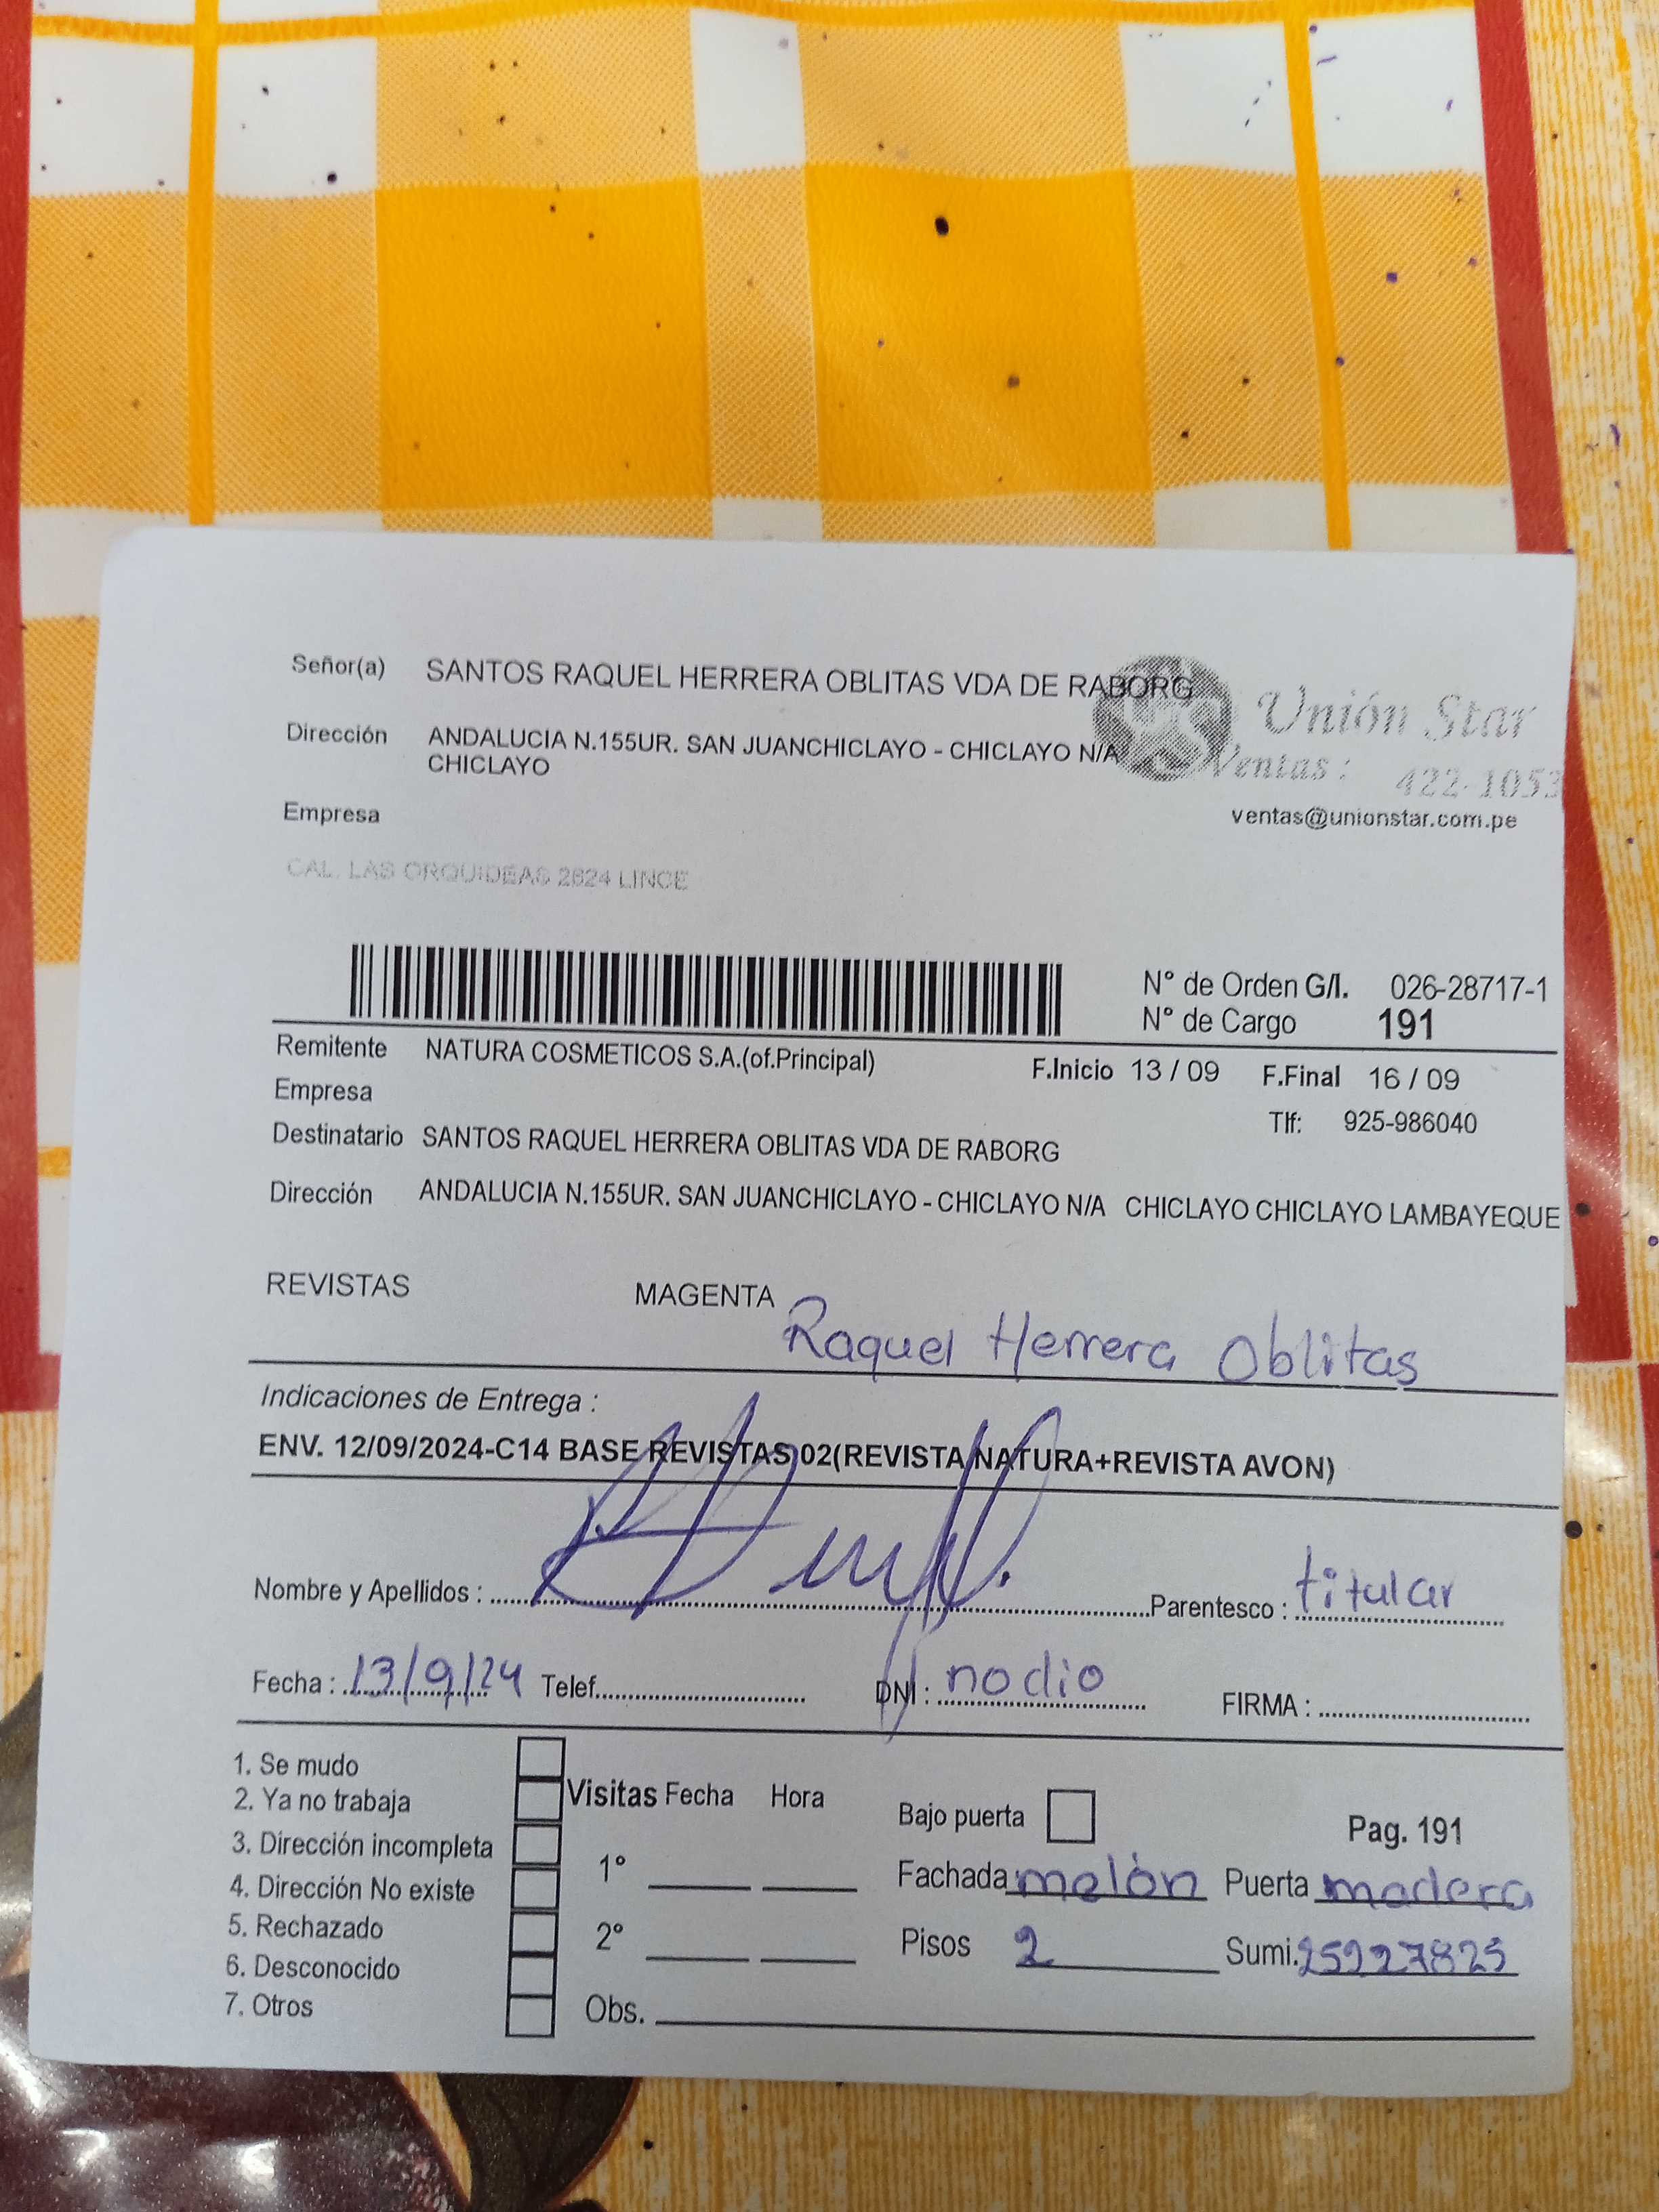 Señor(a) SANTOS RAQUEL HERRERA OBLITAS VDA DE RABORG
Unión Star
Dirección ANDALUCIA N.155UR. SAN JUANCHICLAYO - CHICLAYO N/A
CHICLAYO
Ventas: 422-1053
Empresa
ventas@unionstar.com.pe
CAL. LAS ORQUIDEAS 2624 LINCE
N° de Orden G/I. 026-28717-1
N° de Cargo 191
Remitente NATURA COSMETICOS S.A.(of.Principal)
F.Inicio 13 / 09 F.Final 16 / 09
Empresa
Tlf: 925-986040
Destinatario SANTOS RAQUEL HERRERA OBLITAS VDA DE RABORG
Dirección ANDALUCIA N.155UR. SAN JUANCHICLAYO - CHICLAYO N/A CHICLAYO CHICLAYO LAMBAYEQUE
REVISTAS MAGENTA
Raquel Herrera Oblitas
Indicaciones de Entrega :
ENV. 12/09/2024-C14 BASE REVISTAS 02(REVISTA NATURA+REVISTA AVON)
Nombre y Apellidos : Parentesco : titular
Fecha : 13/9/24 Telef. DNI : no dio FIRMA :
1. Se mudo
2. Ya no trabaja
3. Dirección incompleta
4. Dirección No existe
5. Rechazado
6. Desconocido
7. Otros
Visitas Fecha Hora
1°
2°
Obs.
Bajo puerta Pag. 191
Fachada melón Puerta madera
Pisos 2 Sumi. 25927825